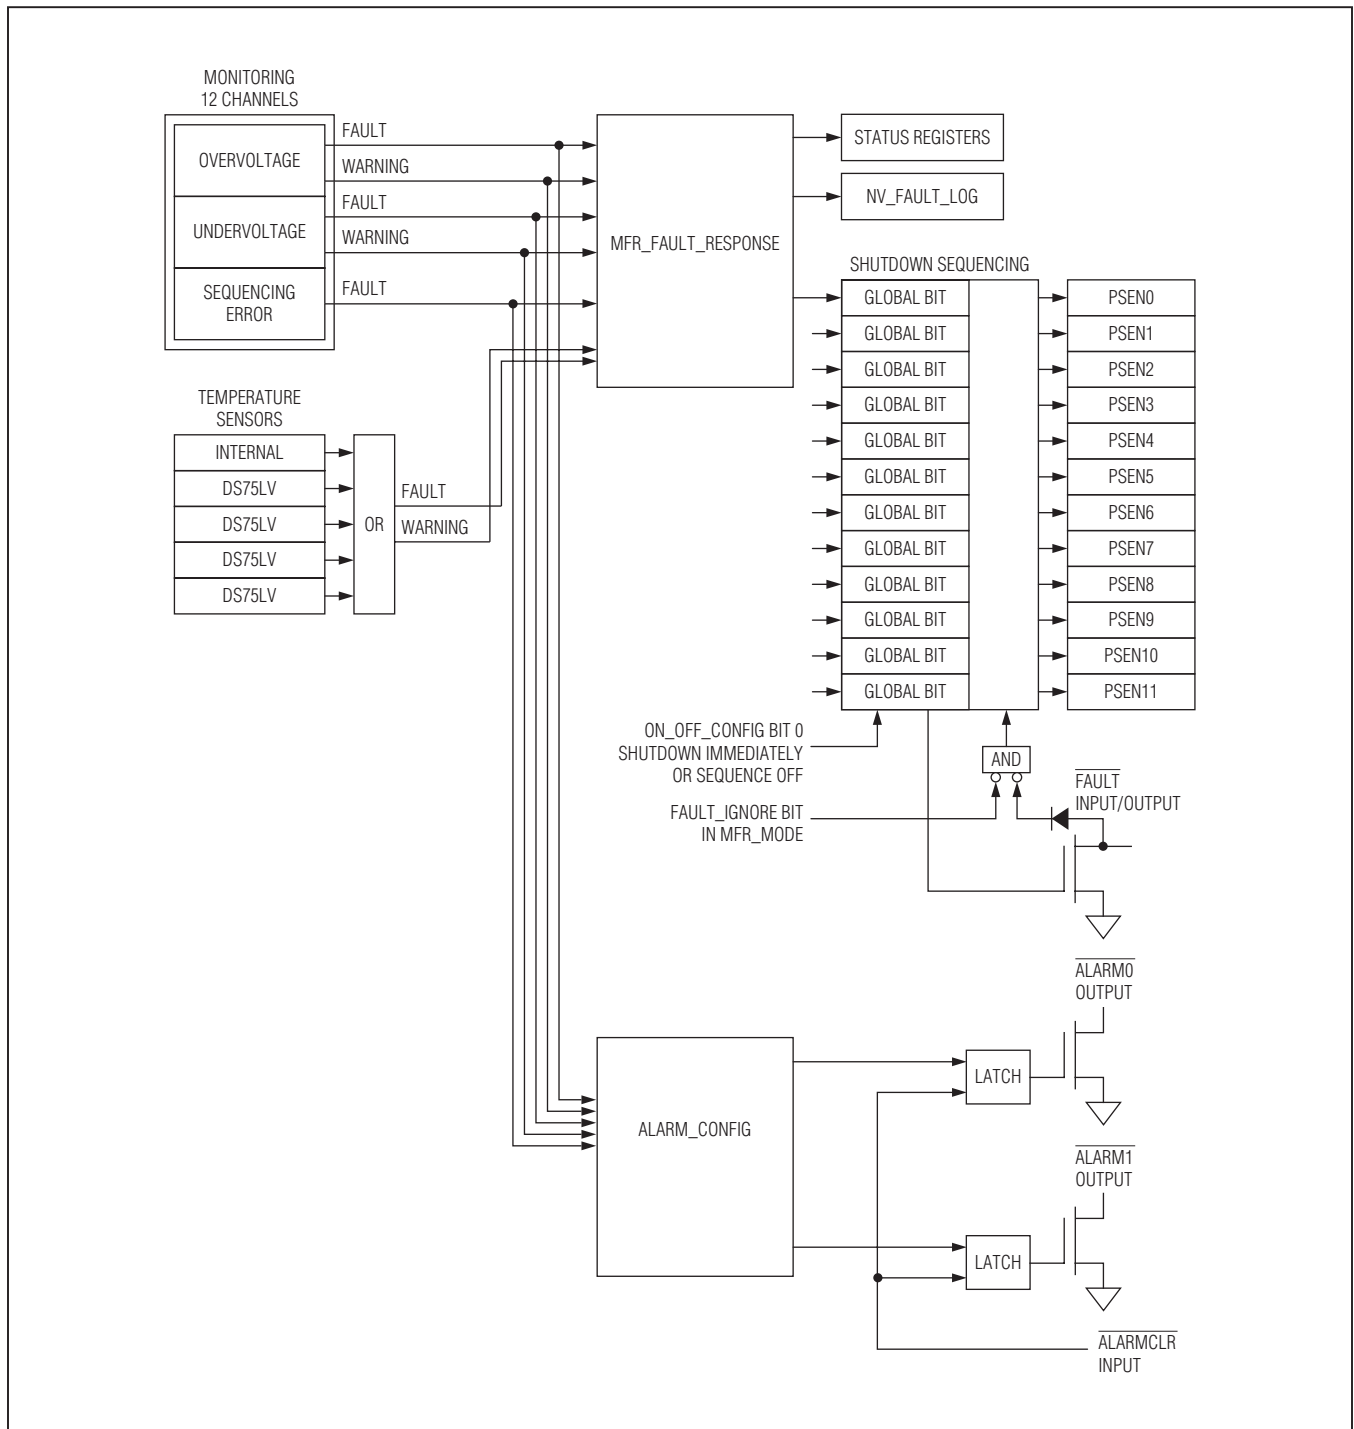 MONITORING
12 CHANNELS
OVERVOLTAGE
UNDERVOLTAGE
SEQUENCING
ERROR
FAULT
WARNING
FAULT
WARNING
FAULT
TEMPERATURE
SENSORS
INTERNAL
DS75LV
DS75LV
DS75LV
DS75LV
OR
FAULT
WARNING
MFR_FAULT_RESPONSE
STATUS REGISTERS
NV_FAULT_LOG
SHUTDOWN SEQUENCING
GLOBAL BIT
PSEN0
GLOBAL BIT
PSEN1
GLOBAL BIT
PSEN2
GLOBAL BIT
PSEN3
GLOBAL BIT
PSEN4
GLOBAL BIT
PSEN5
GLOBAL BIT
PSEN6
GLOBAL BIT
PSEN7
GLOBAL BIT
PSEN8
GLOBAL BIT
PSEN9
GLOBAL BIT
PSEN10
GLOBAL BIT
PSEN11
ON_OFF_CONFIG BIT 0
SHUTDOWN IMMEDIATELY
OR SEQUENCE OFF
AND
FAULT_IGNORE BIT
IN MFR_MODE
FAULT
INPUT/OUTPUT
ALARM_CONFIG
LATCH
ALARM0
OUTPUT
LATCH
ALARM1
OUTPUT
ALARMCLR
INPUT